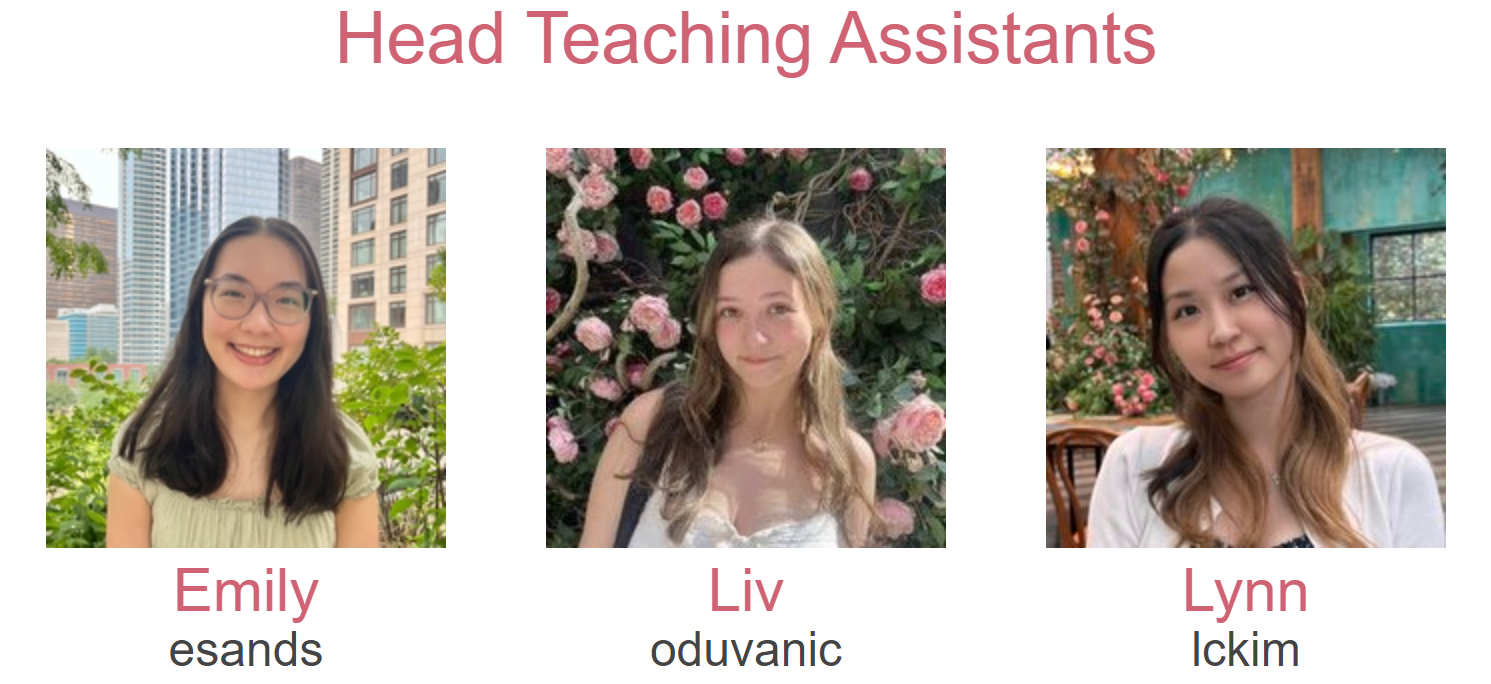 Head Teaching Assistants
Emily
Liv
Lynn
esands
oduvanic
lckim